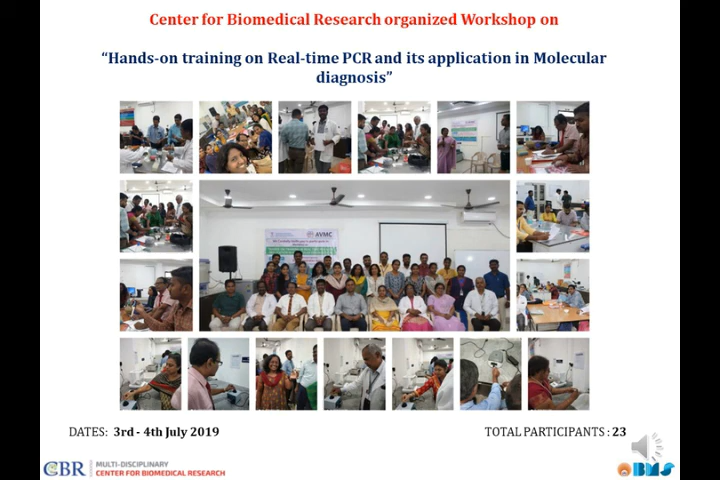 Center for Biomedical Research organized Workshop on
“Hands-on training on Real-time PCR and its application in Molecular
diagnosis”
AVMC
DATES: 3rd - 4th July 2019
TOTAL PARTICIPANTS : 23
CBR
MULTI-DISCIPLINARY
CENTER FOR BIOMEDICAL RESEARCH
BMS